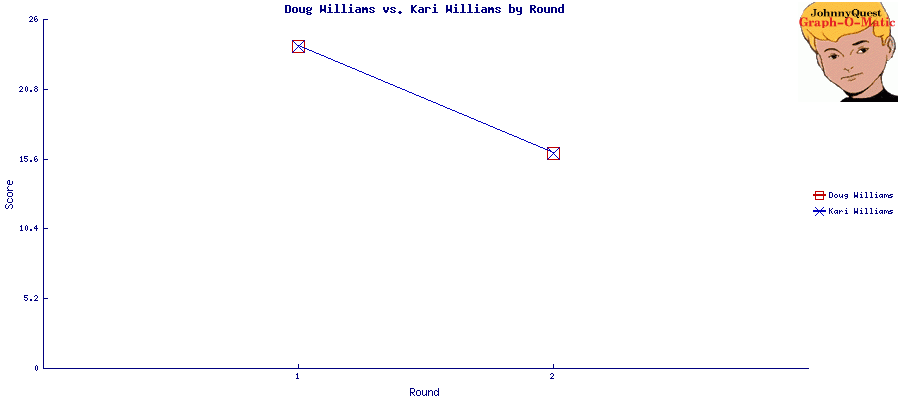 Doug Williams vs. Kari Williams by Round
JohnnyQuest
Graph-O-Matic
26
20.8
15.6
10.4
5.2
0
Score
1
2
Round
Doug Williams
Kari Williams